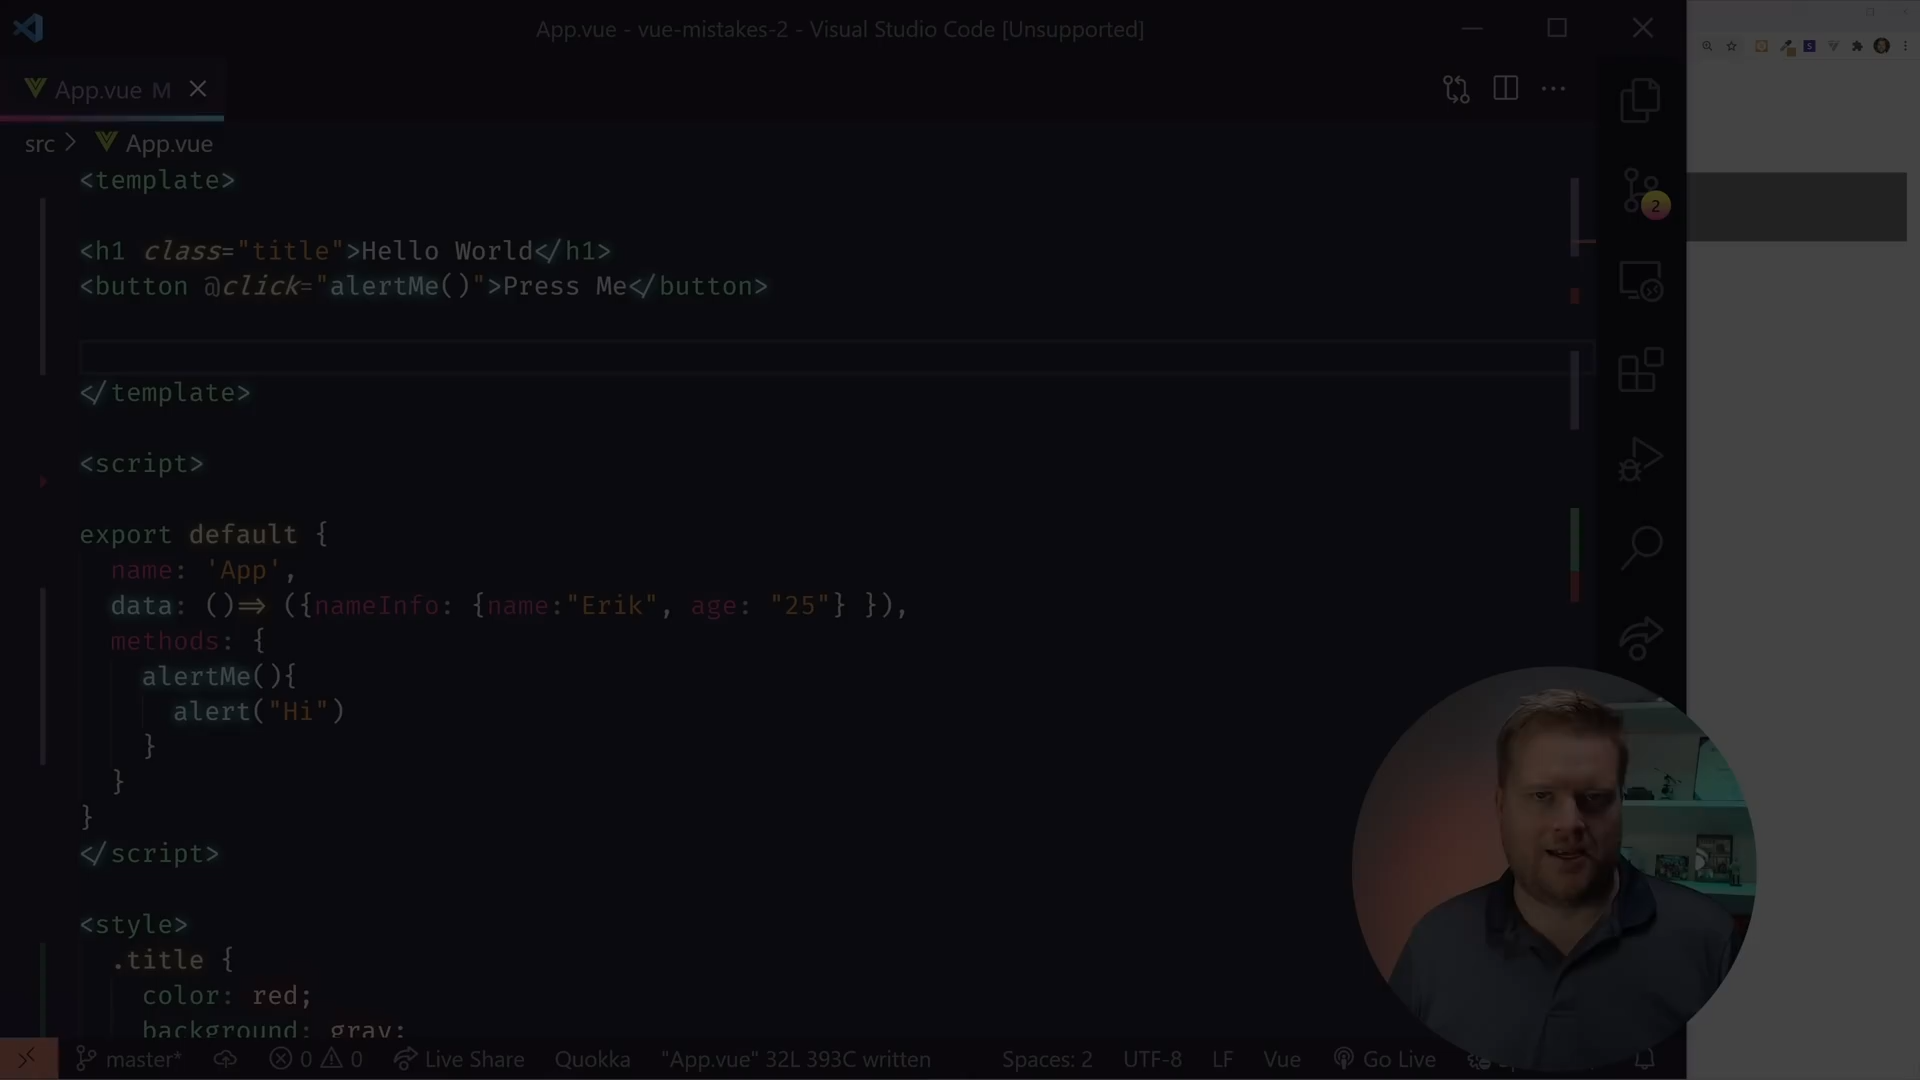 App.vue - vue-mistakes-2 - Visual Studio Code [Unsupported]
App.vue M
src > App.vue
<template>
<h1 class="title">Hello World</h1>
<button @click="alertMe()">Press Me</button>
</template>
<script>
export default {
name: 'App',
data: ()=> ({nameInfo: {name:"Erik", age: "25"} }),
methods: {
alertMe(){
alert("Hi")
}
}
}
</script>
<style>
.title {
color: red;
background: gray;
2
master* 0 0 Live Share Quokka "App.vue" 32L 393C written Spaces: 2 UTF-8 LF Vue Go Live